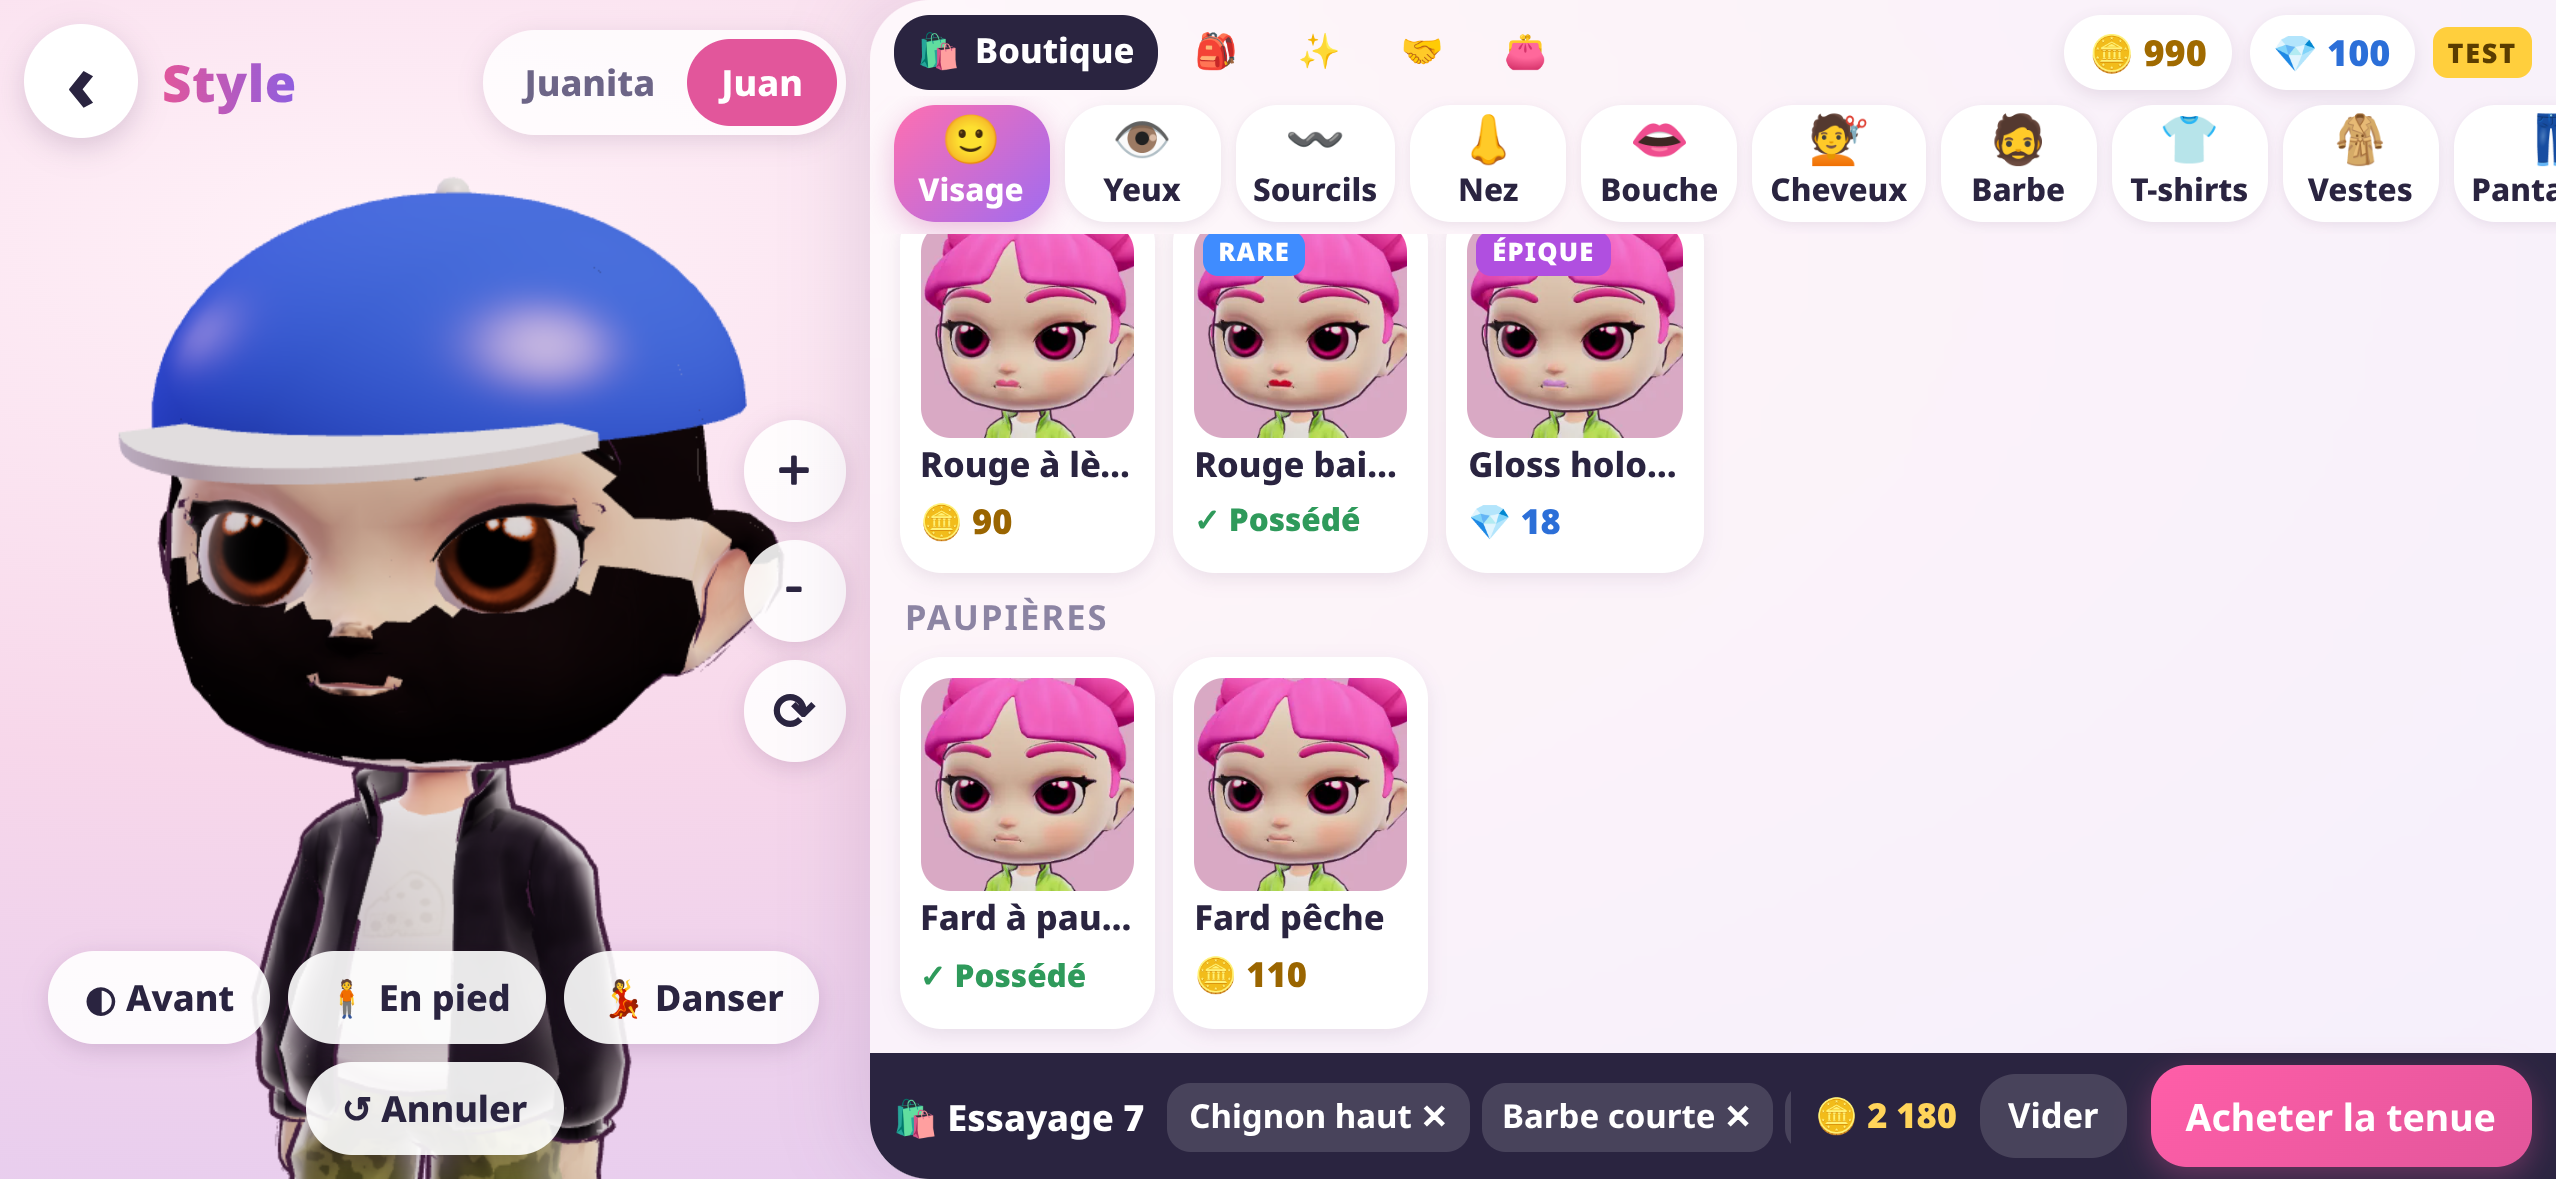 Style
Juanita
Juan
Boutique
990
100
TEST
Visage
Yeux
Sourcils
Nez
Bouche
Cheveux
Barbe
T-shirts
Vestes
Panta
RARE
ÉPIQUE
Rouge à lè...
Rouge bai...
Gloss holo...
90
✓ Possédé
18
PAUPIÈRES
Fard à pau...
Fard pêche
✓ Possédé
110
+
-
Avant
En pied
Danser
Annuler
Essayage 7
Chignon haut ✕
Barbe courte ✕
2 180
Vider
Acheter la tenue